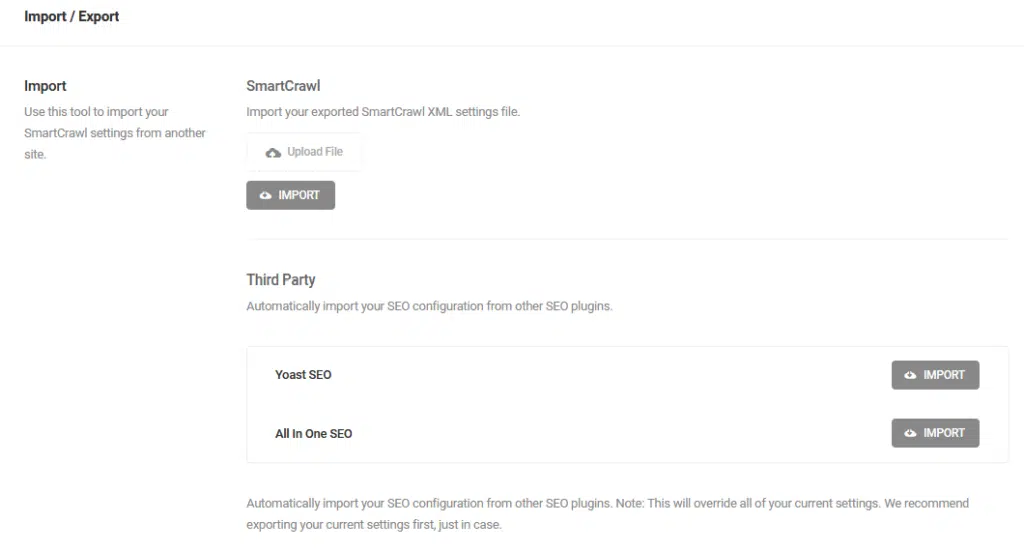 Import / Export
Import
Use this tool to import your
SmartCrawl settings from another
site.
SmartCrawl
Import your exported SmartCrawl XML settings file.
Upload File
IMPORT
Third Party
Automatically import your SEO configuration from other SEO plugins.
Yoast SEO
IMPORT
All In One SEO
IMPORT
Automatically import your SEO configuration from other SEO plugins. Note: This will override all of your current settings. We recommend
exporting your current settings first, just in case.